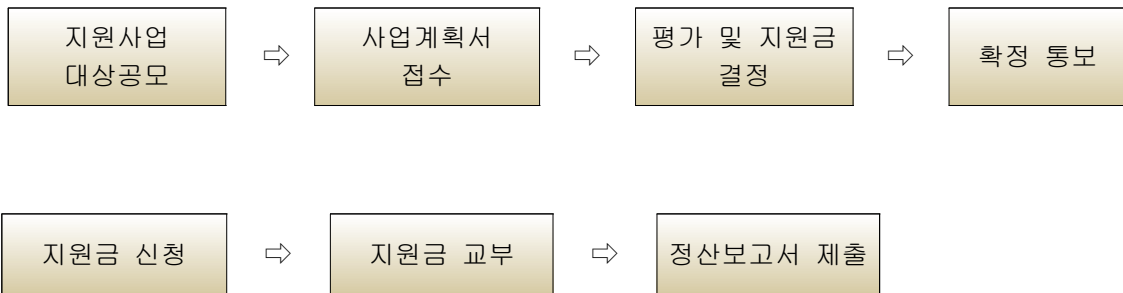 지원사업
대상공모
⇨
사업계획서
접수
⇨
평가 및 지원금
결정
⇨
확정 통보
지원금 신청
⇨
지원금 교부
⇨
정산보고서 제출